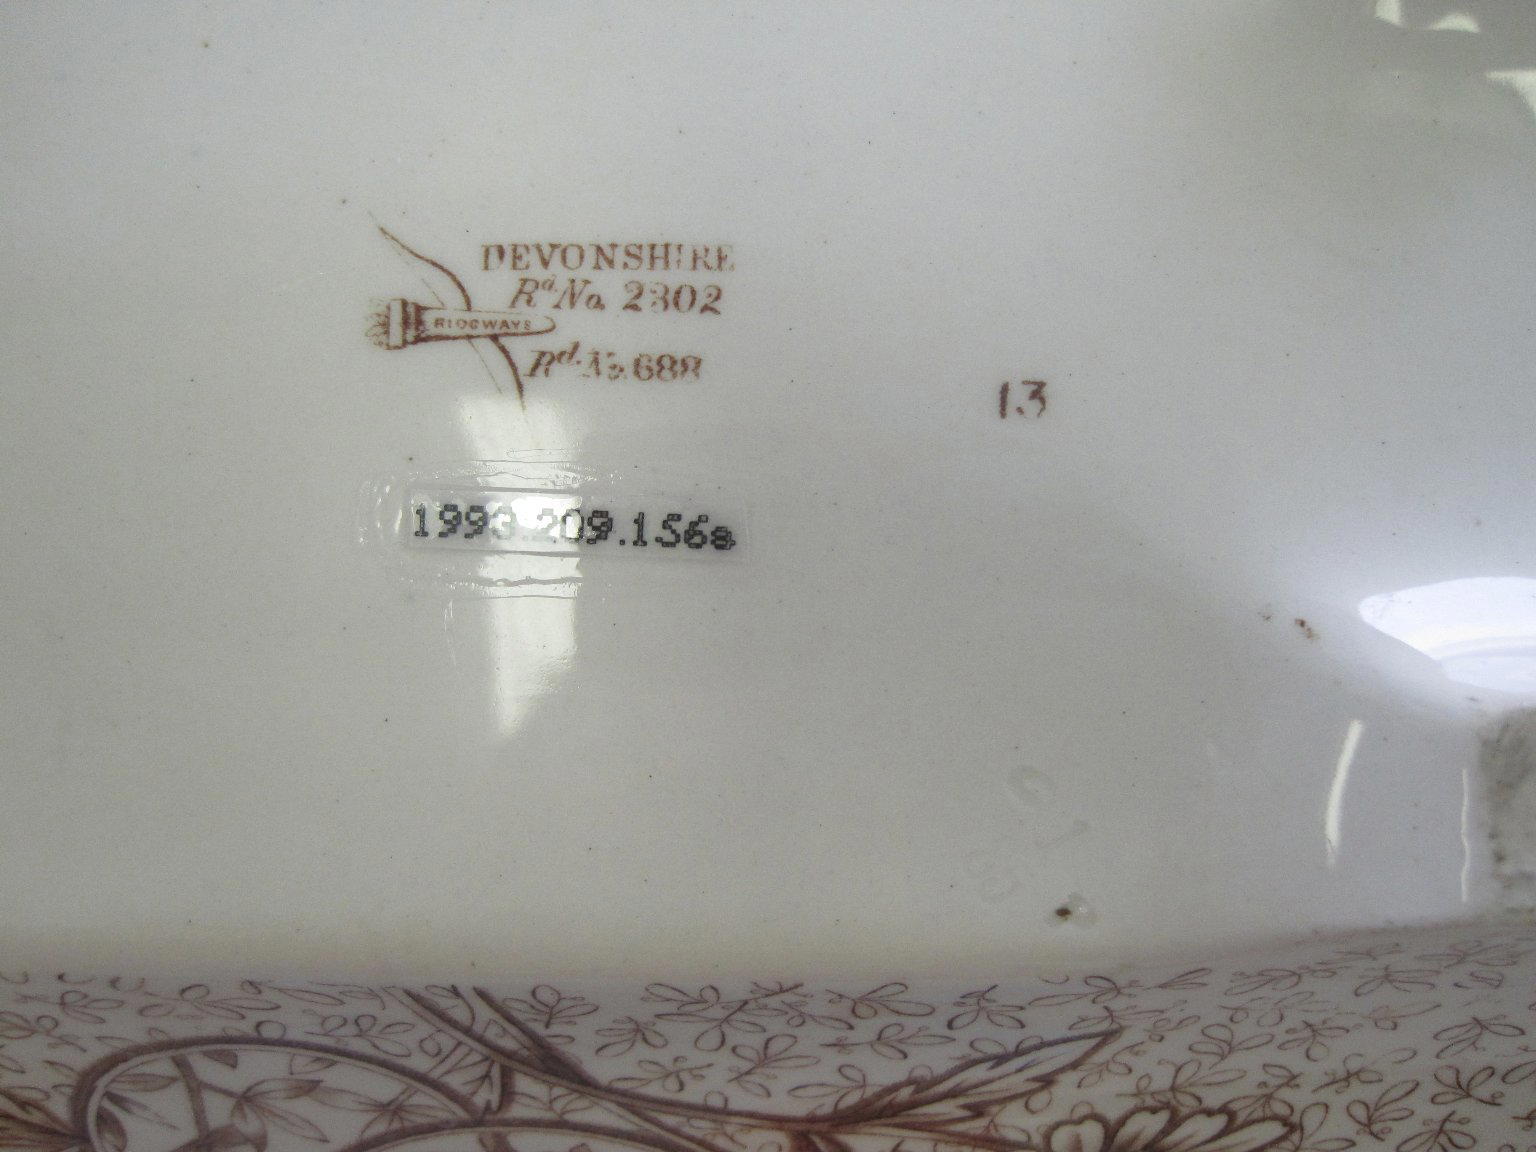 DEVONSHIRE
Rd. No. 2302
RIDGWAYS
Rd. No. 688
13
1993.209.156a